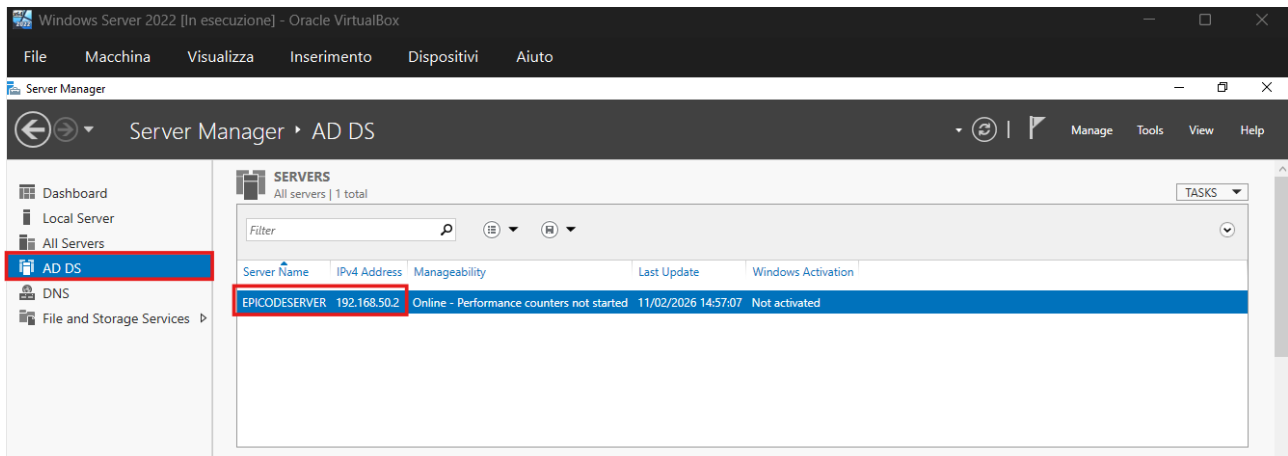 Windows Server 2022 [In esecuzione] - Oracle VirtualBox
File Macchina Visualizza Inserimento Dispositivi Aiuto
Server Manager
Server Manager AD DS
Manage Tools View Help
Dashboard
Local Server
All Servers
AD DS
DNS
File and Storage Services
SERVERS
All servers | 1 total
TASKS
Filter
Server Name IPv4 Address Manageability Last Update Windows Activation
EPICODESERVER 192.168.50.2 Online - Performance counters not started 11/02/2026 14:57:07 Not activated